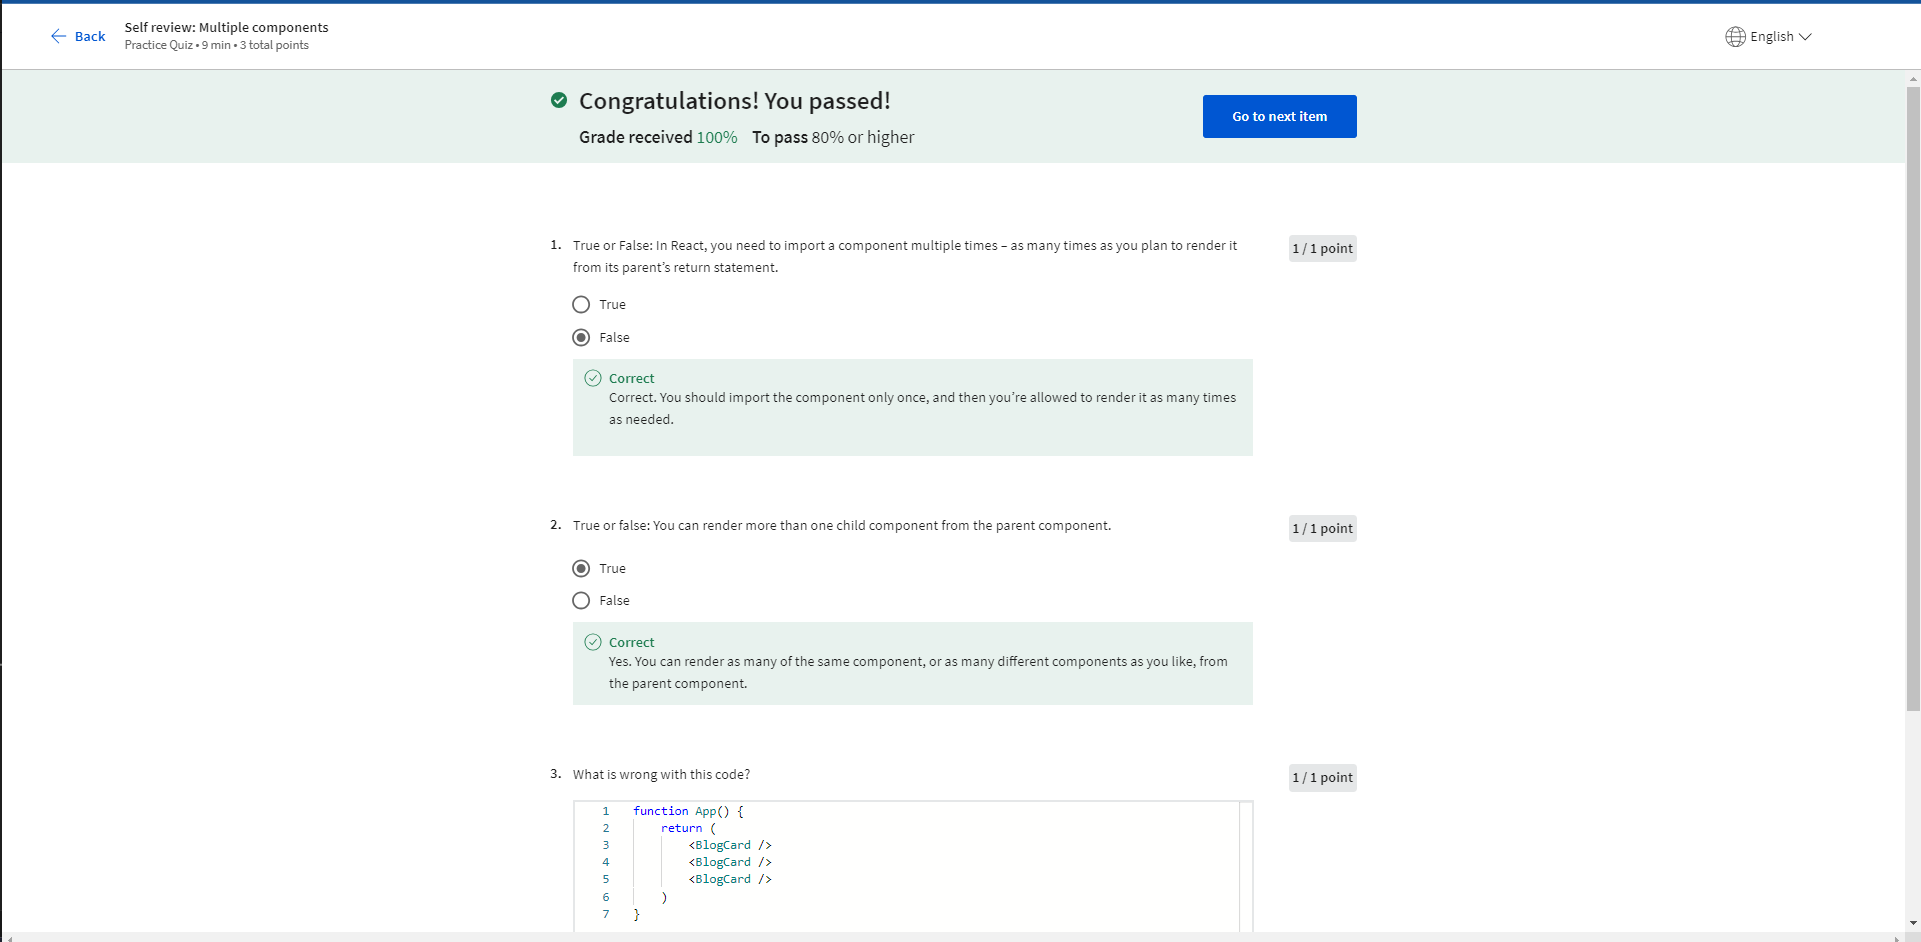 Back
Self review: Multiple components
Practice Quiz • 9 min • 3 total points
English
Congratulations! You passed!
Grade received 100% To pass 80% or higher
Go to next item
1. True or False: In React, you need to import a component multiple times – as many times as you plan to render it
from its parent’s return statement.
1 / 1 point
True
False
Correct
Correct. You should import the component only once, and then you’re allowed to render it as many times
as needed.
2. True or false: You can render more than one child component from the parent component.
1 / 1 point
True
False
Correct
Yes. You can render as many of the same component, or as many different components as you like, from
the parent component.
3. What is wrong with this code?
1 / 1 point
1 function App() {
2 return (
3 <BlogCard />
4 <BlogCard />
5 <BlogCard />
6 )
7 }